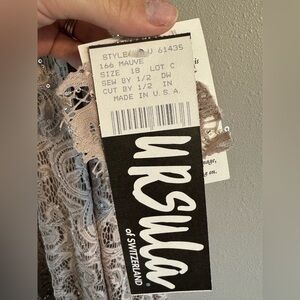 STYLE U 61435
166 MAUVE
SIZE 18 LOT C
SEW BY 1/2 DW
CUT BY 1/2 IN
MADE IN U.S.A.
URSULA
of SWITZERLAND
is